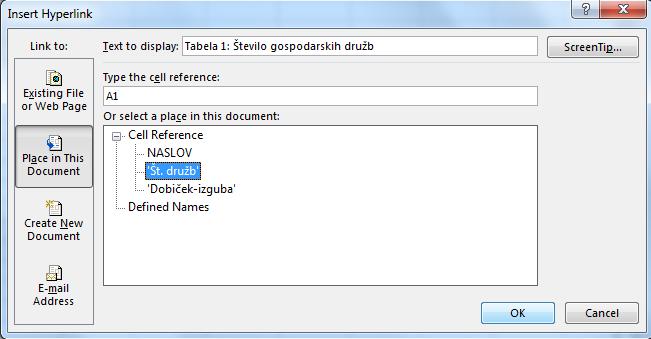 Insert Hyperlink
Link to:
Text to display:
Tabela 1: Število gospodarskih družb
ScreenTip...
Existing File
or Web Page
Place in This
Document
Create New
Document
E-mail
Address
Type the cell reference:
A1
Or select a place in this document:
Cell Reference
NASLOV
'Št. družb'
'Dobiček-izguba'
Defined Names
OK
Cancel